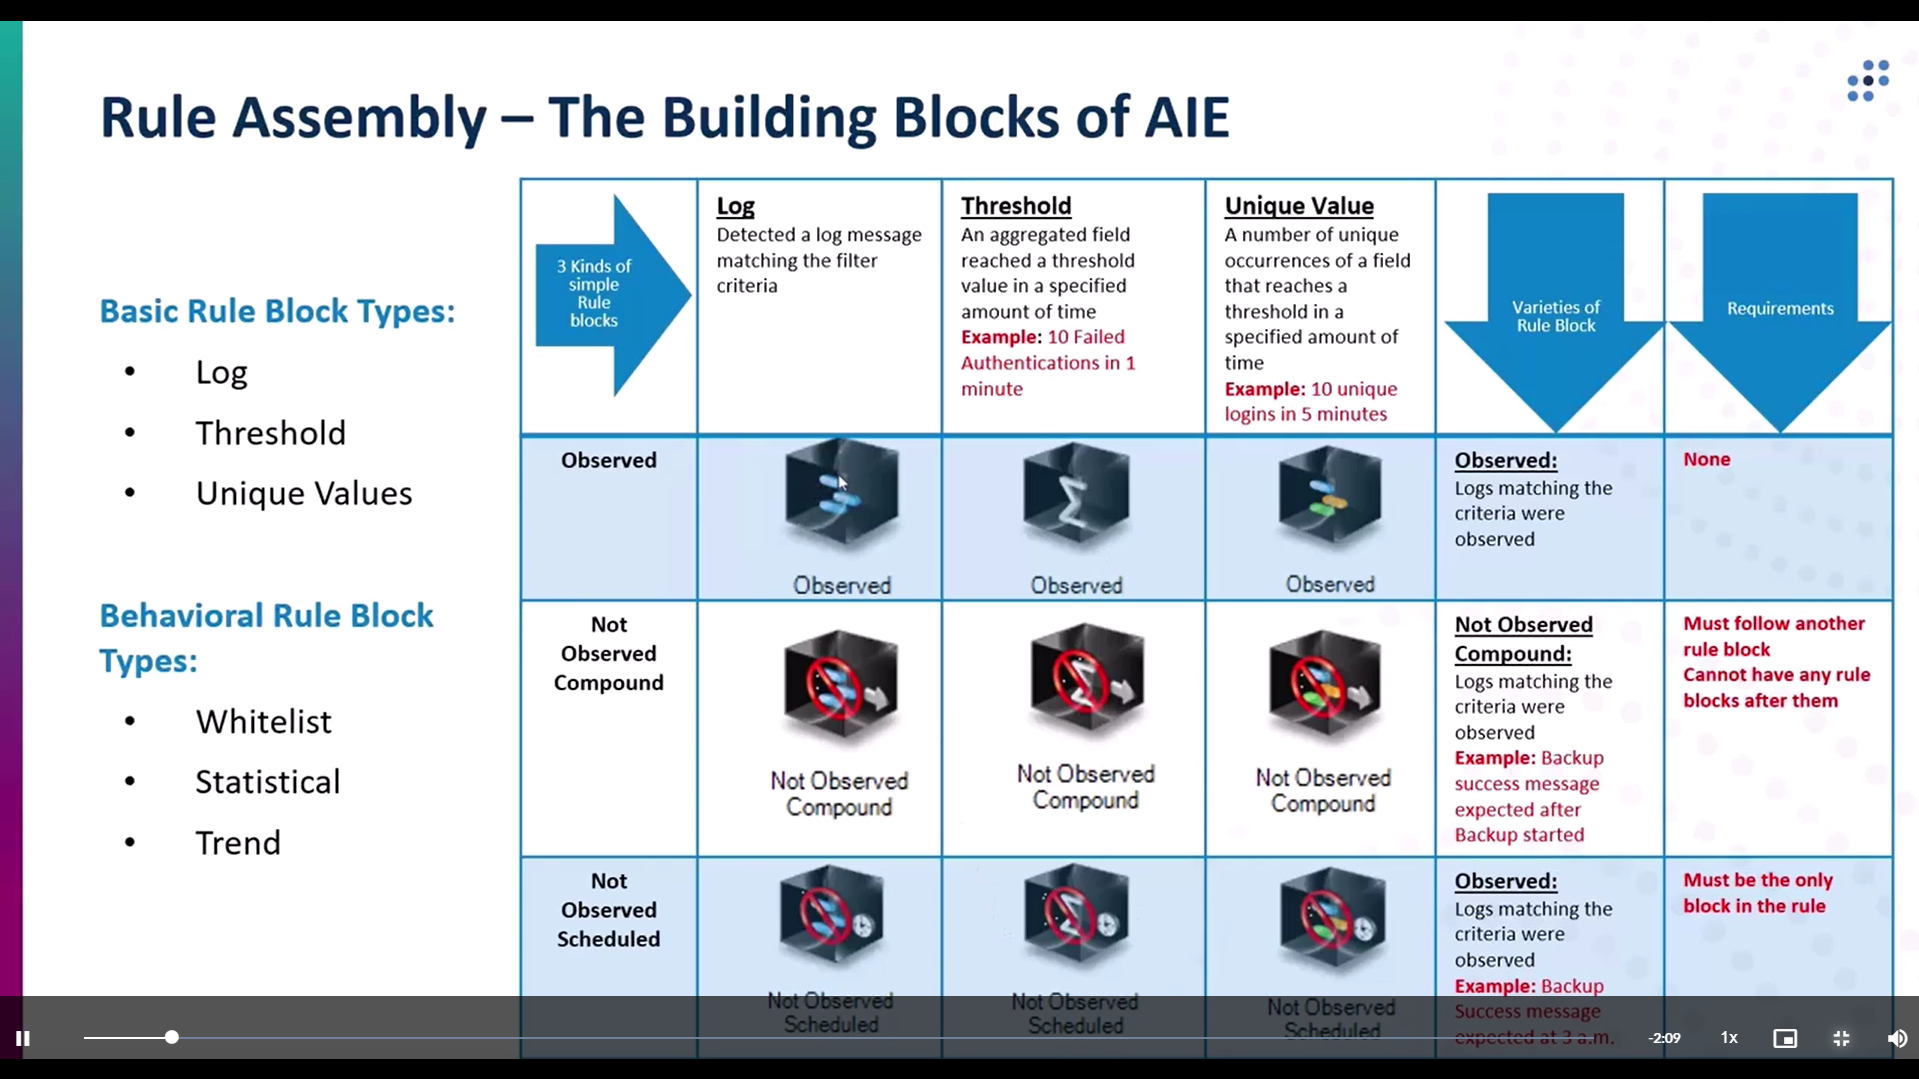 Rule Assembly – The Building Blocks of AIE
Basic Rule Block Types:
• Log
• Threshold
• Unique Values
Behavioral Rule Block
Types:
• Whitelist
• Statistical
• Trend
3 Kinds of
simple
Rule
blocks
Log
Detected a log message
matching the filter
criteria
Threshold
An aggregated field
reached a threshold
value in a specified
amount of time
Example: 10 Failed
Authentications in 1
minute
Unique Value
A number of unique
occurrences of a field
that reaches a
threshold in a
specified amount of
time
Example: 10 unique
logins in 5 minutes
Varieties of
Rule Block
Requirements
Observed
Observed
Observed
Observed
Observed:
Logs matching the
criteria were
observed
None
Not
Observed
Compound
Not Observed
Compound
Not Observed
Compound
Not Observed
Compound
Not Observed
Compound:
Logs matching the
criteria were
observed
Example: Backup
success message
expected after
Backup started
Must follow another
rule block
Cannot have any rule
blocks after them
Not
Observed
Scheduled
Not Observed
Scheduled
Not Observed
Scheduled
Not Observed
Scheduled
Observed:
Logs matching the
criteria were
observed
Example: Backup
Success message
expected at 3 a.m.
Must be the only
block in the rule
-2:09
1x